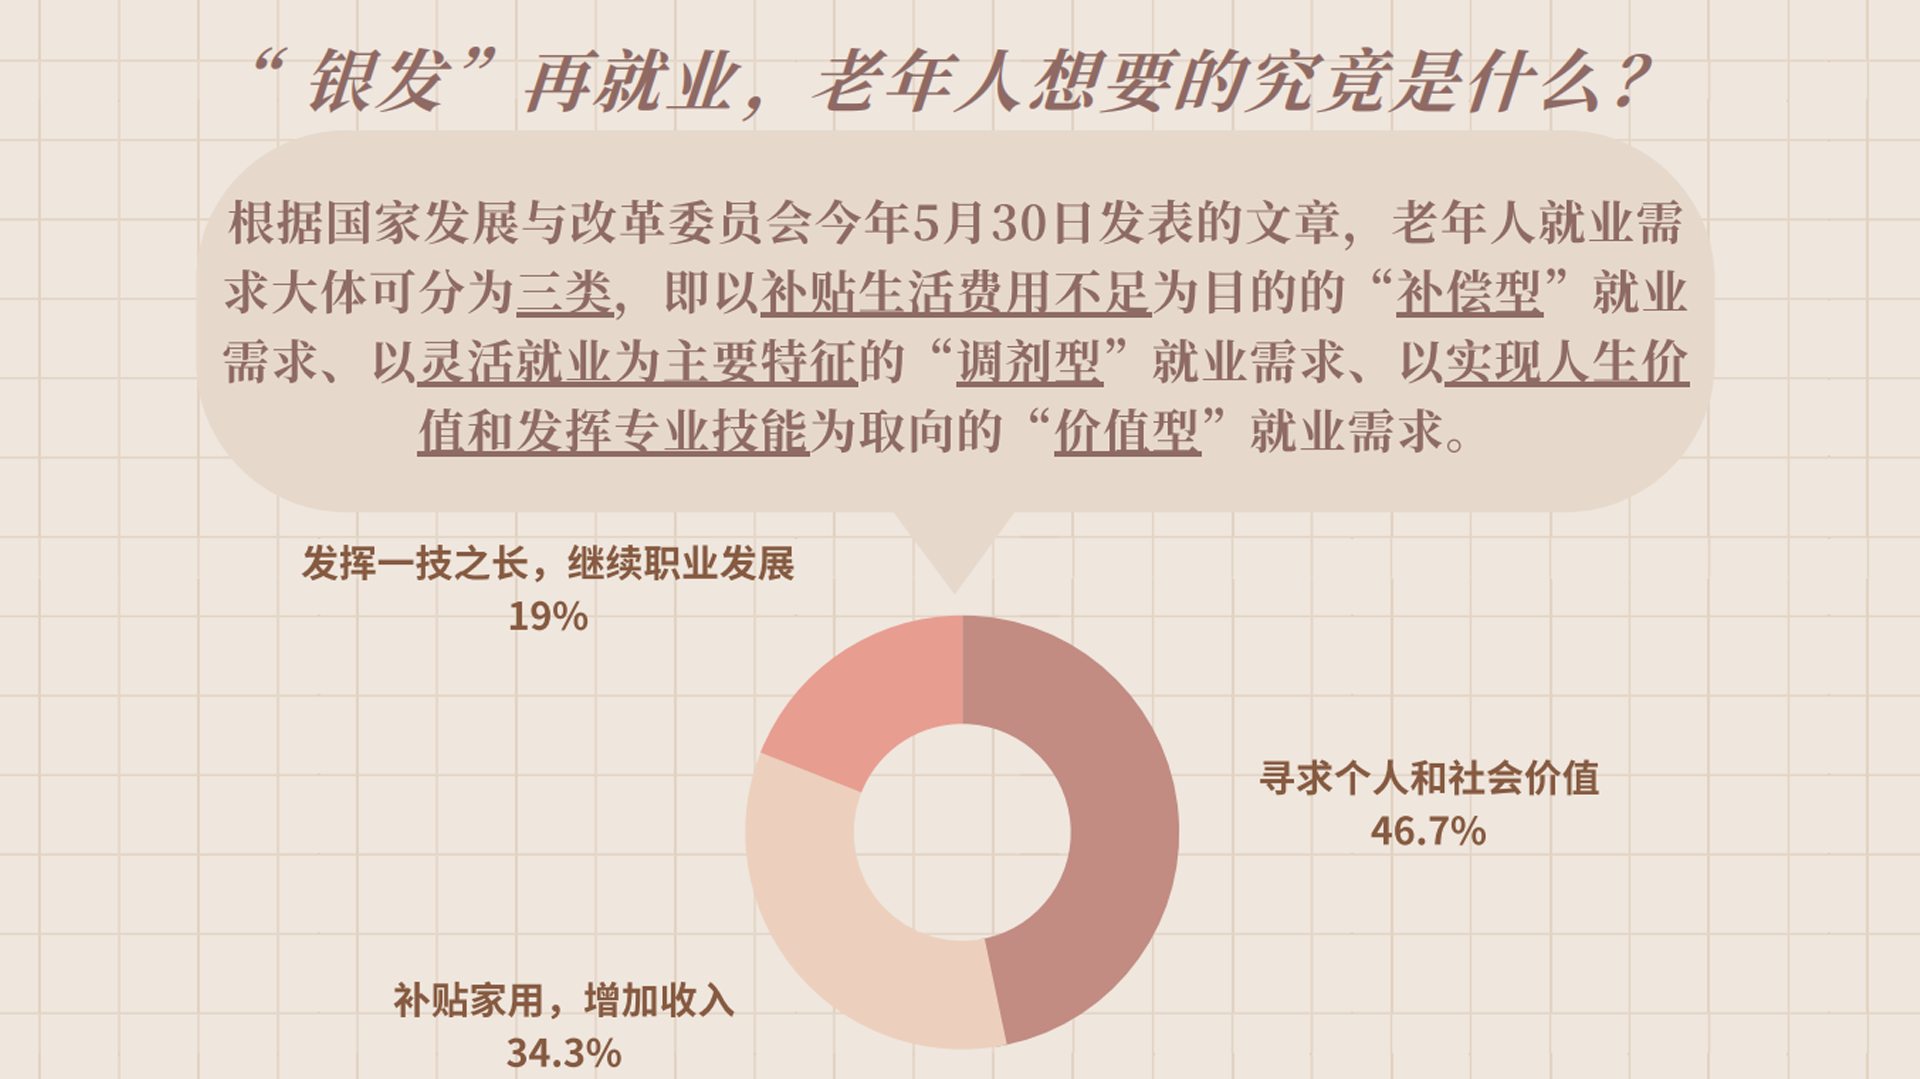 “银发”再就业，老年人想要的究竟是什么？
根据国家发展与改革委员会今年5月30日发表的文章，老年人就业需
求大体可分为三类，即以补贴生活费用不足为目的的“补偿型”就业
需求、以灵活就业为主要特征的“调剂型”就业需求、以实现人生价
值和发挥专业技能为取向的“价值型”就业需求。
发挥一技之长，继续职业发展
19%
寻求个人和社会价值
46.7%
补贴家用，增加收入
34.3%